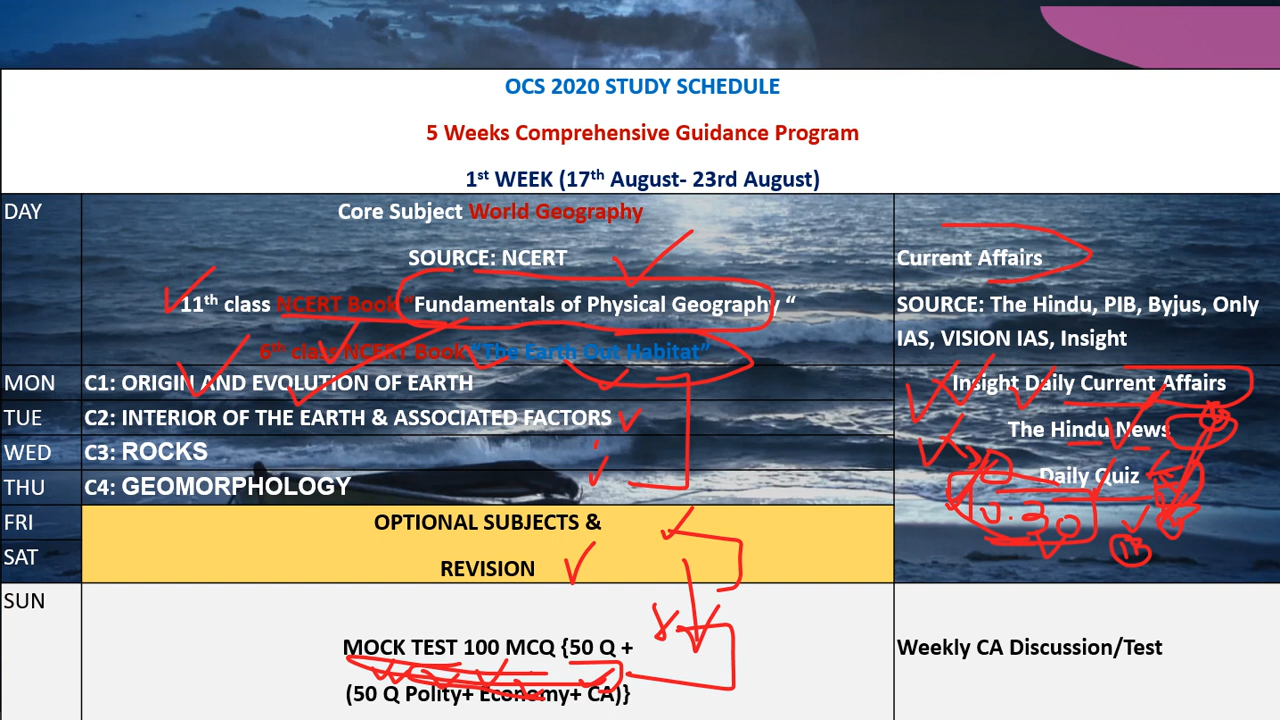 OCS 2020 STUDY SCHEDULE
5 Weeks Comprehensive Guidance Program
1st WEEK (17th August- 23rd August)
DAY
Core Subject World Geography
SOURCE: NCERT
11th class NCERT Book "Fundamentals of Physical Geography "
6th class NCERT Book "The Earth Out Habitat"
Current Affairs
SOURCE: The Hindu, PIB, Byjus, Only
IAS, VISION IAS, Insight
MON
C1: ORIGIN AND EVOLUTION OF EARTH
TUE
C2: INTERIOR OF THE EARTH & ASSOCIATED FACTORS
WED
C3: ROCKS
THU
C4: GEOMORPHOLOGY
Insight Daily Current Affairs
The Hindu News
Daily Quiz
FRI
SAT
OPTIONAL SUBJECTS &
REVISION
SUN
MOCK TEST 100 MCQ {50 Q +
(50 Q Polity+ Economy+ CA)}
Weekly CA Discussion/Test